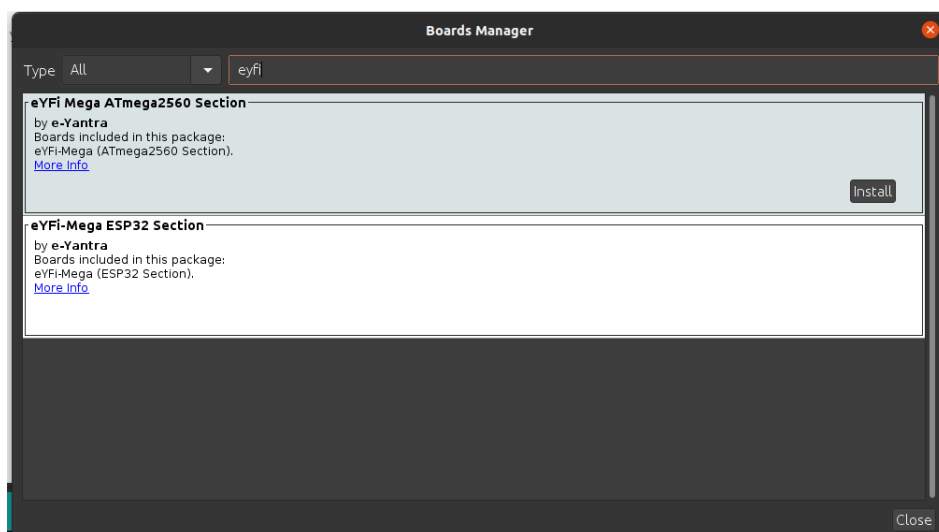 Boards Manager
Type All eyfi
eYFi Mega ATmega2560 Section
by e-Yantra
Boards included in this package:
eYFi-Mega (ATmega2560 Section).
More Info
Install
eYFi-Mega ESP32 Section
by e-Yantra
Boards included in this package:
eYFi-Mega (ESP32 Section).
More Info
Close